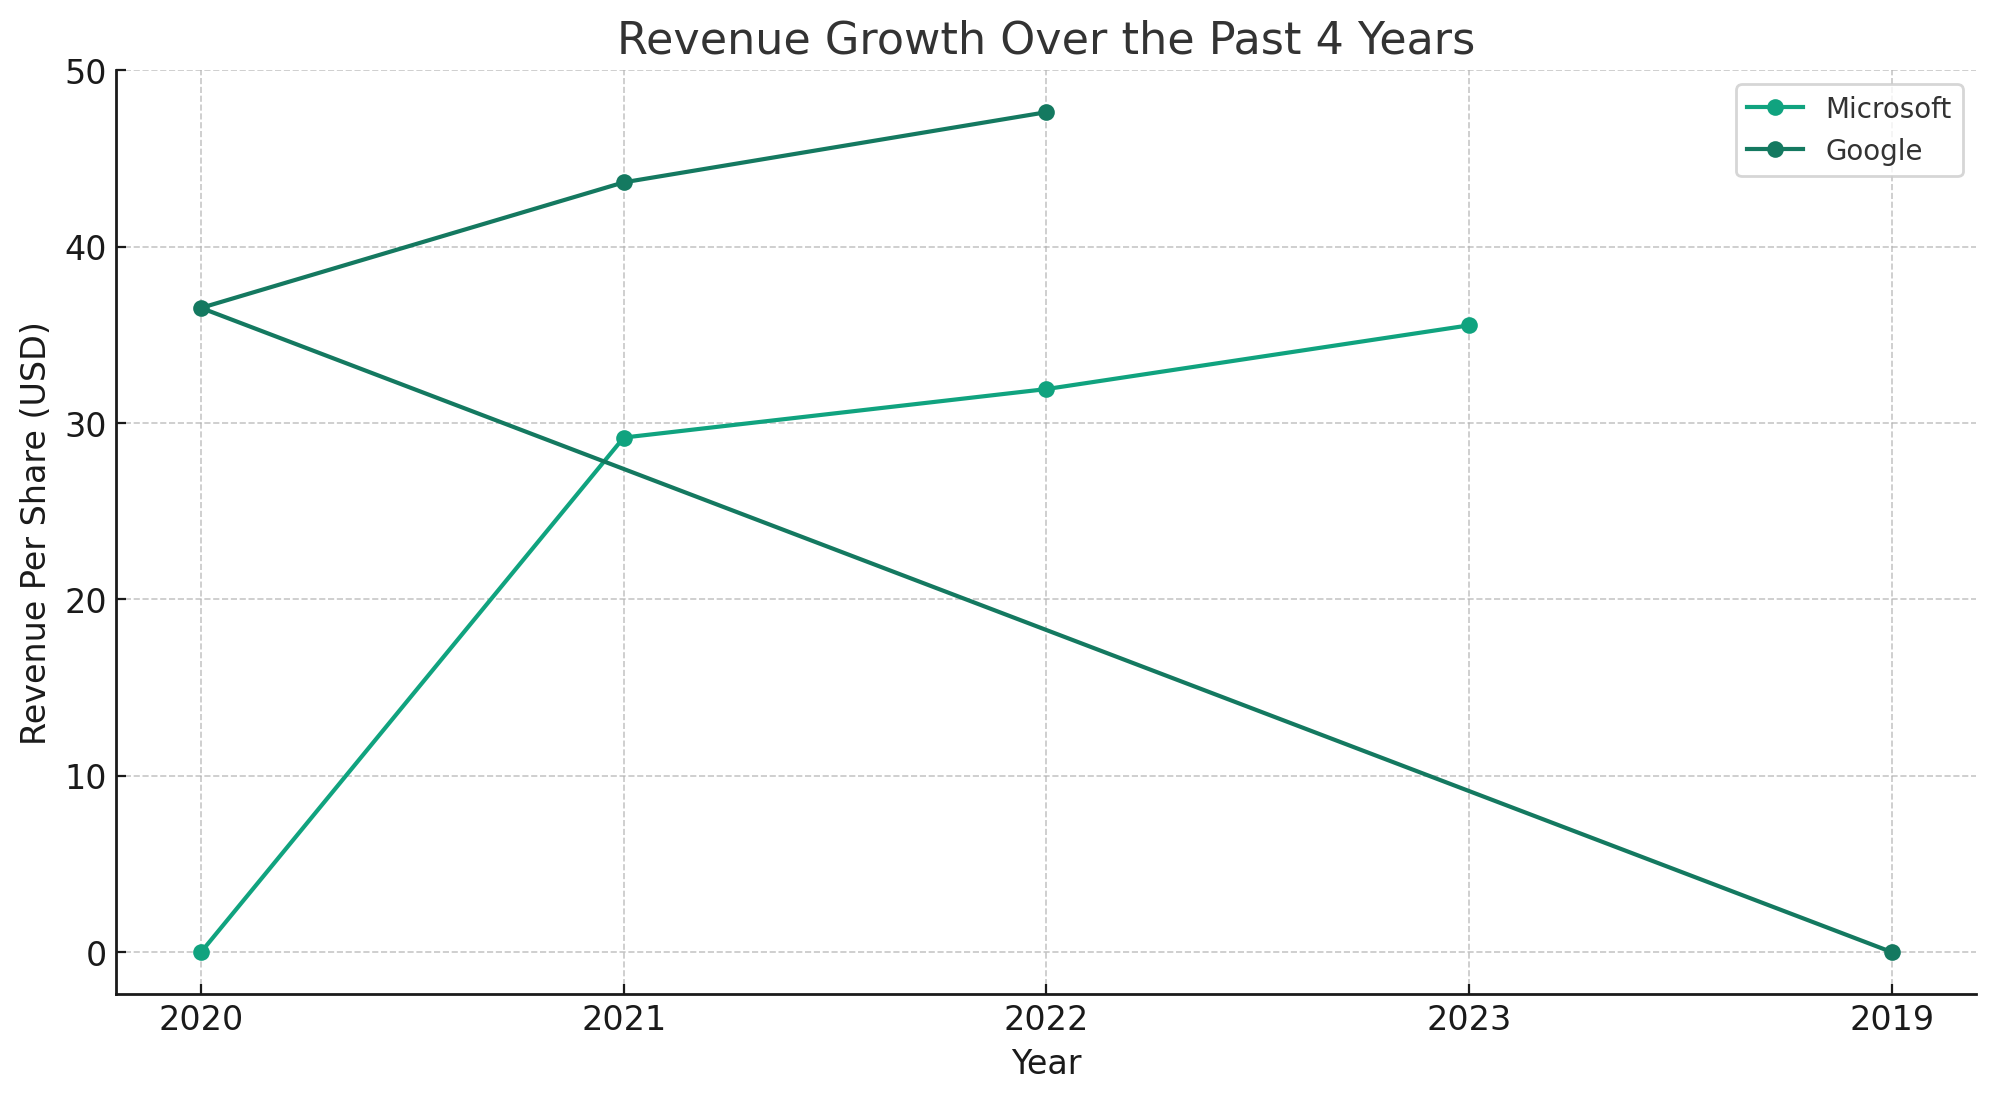 Revenue Growth Over the Past 4 Years
Microsoft
Google
Revenue Per Share (USD)
50
40
30
20
10
0
2020 2021 2022 2023 2019
Year